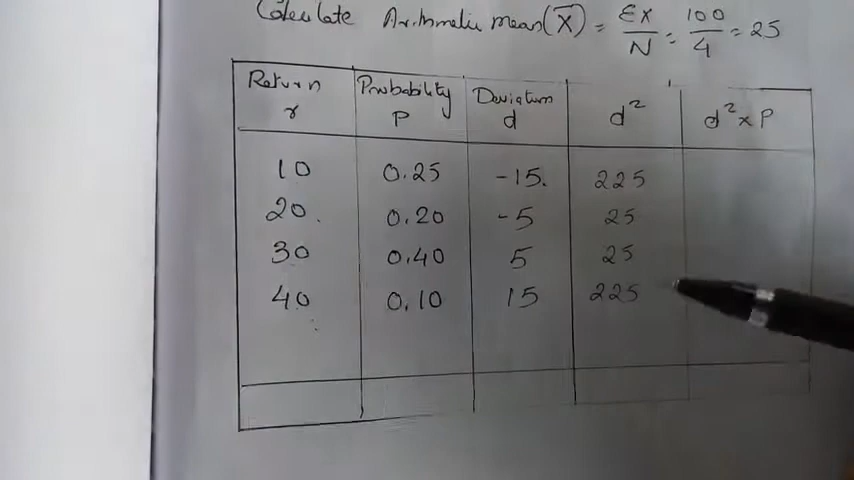 Calculate Arithmetic mean (X̄) = ΣX/N = 100/4 = 25
Return r Probability P Deviation d d² d² x P
10 0.25 -15. 225
20 0.20 -5 25
30 0.40 5 25
40 0.10 15 225